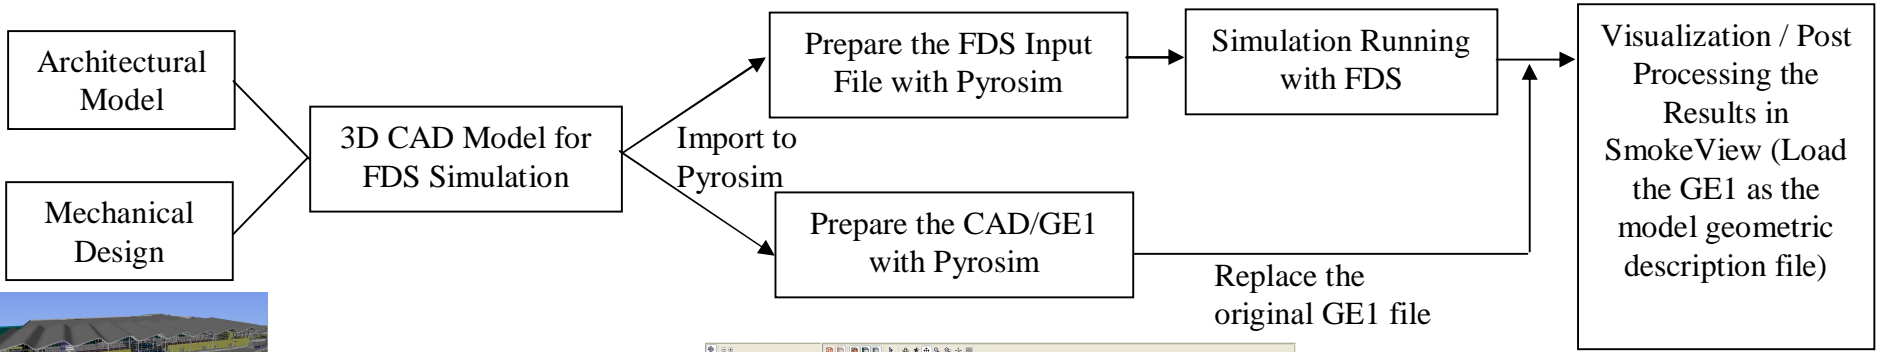 Architectural
Model
Mechanical
Design
3D CAD Model for
FDS Simulation
Import to
Pyrosim
Prepare the FDS Input
File with Pyrosim
Prepare the CAD/GE1
with Pyrosim
Simulation Running
with FDS
Replace the
original GE1 file
Visualization / Post
Processing the
Results in
SmokeView (Load
the GE1 as the
model geometric
description file)